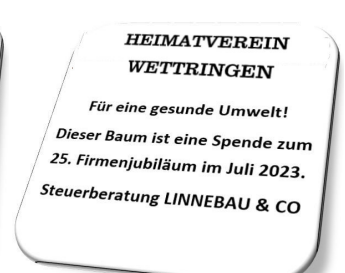 HEIMATVEREIN
WETTRINGEN
Für eine gesunde Umwelt!
Dieser Baum ist eine Spende zum
25. Firmenjubiläum im Juli 2023.
Steuerberatung LINNEBAU & CO